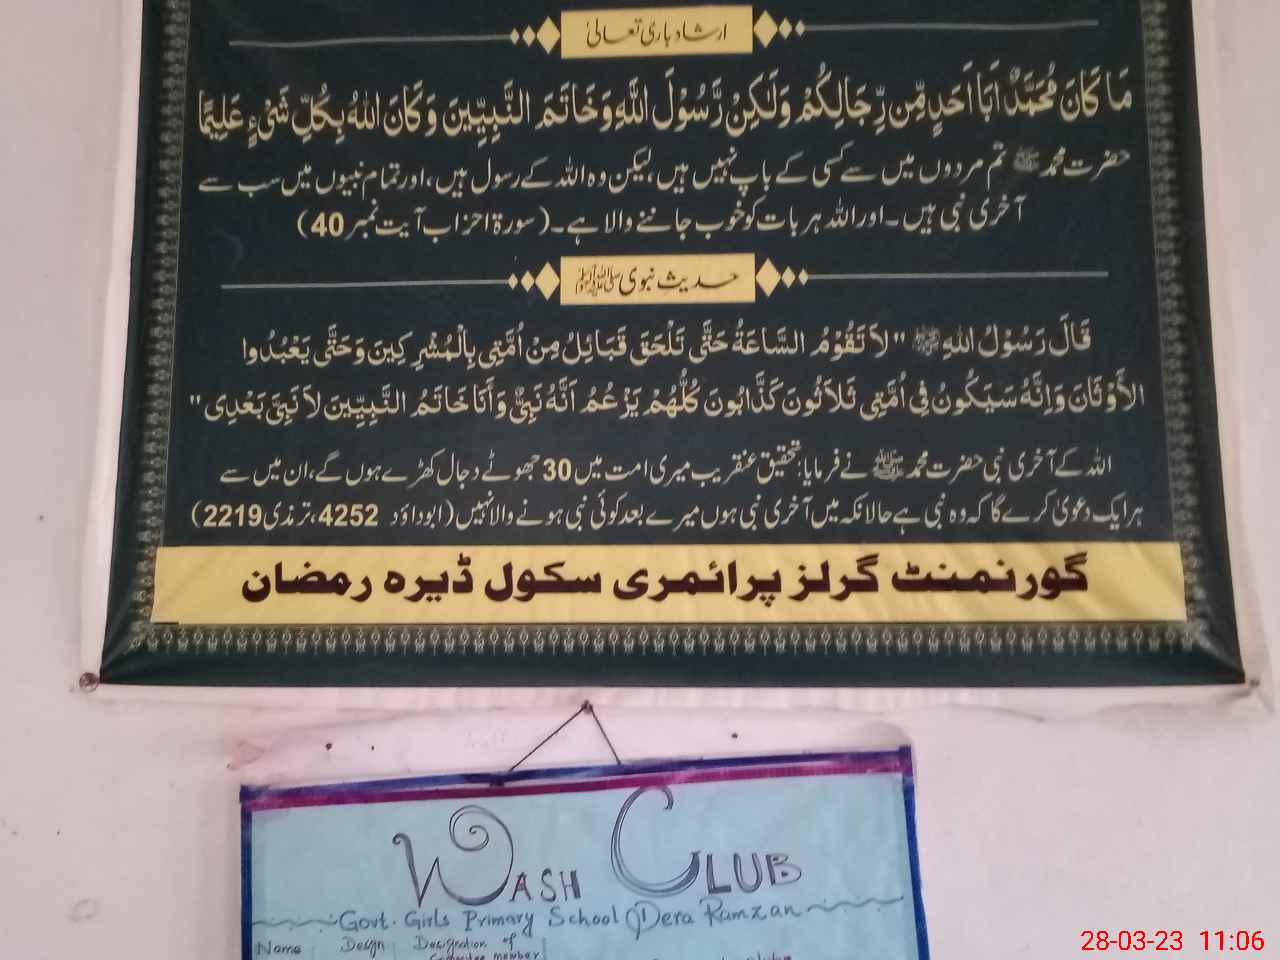 ارشاد باری تعالیٰ
مَا كَانَ مُحَمَّدٌ اَبَآ اَحَدٍ مِّنْ رِّجَالِكُمْ وَلٰكِنْ رَّسُوْلَ اللّٰهِ وَخَاتَمَ النَّبِيِّيْنَ وَكَانَ اللّٰهُ بِكُلِّ شَىْءٍ عَلِيْمًا
حضرت محمد ﷺ تم مردوں میں سے کسی کے باپ نہیں ہیں، لیکن وہ اللہ کے رسول ہیں، اور تمام نبیوں میں سب سے
آخری نبی ہیں۔ اور اللہ ہر بات کو خوب جاننے والا ہے۔ (سورۃ احزاب آیت نمبر 40)
حدیث نبوی ﷺ
قَالَ رَسُوْلُ اللهِ ﷺ "لَا تَقُوْمُ السَّاعَةُ حَتَّى تَلْحَقَ قَبَائِلُ مِنْ اُمَّتِى بِالْمُشْرِكِينَ وَحَتَّى يَعْبُدُوا
الأَوْثَانَ وَاِنَّهُ سَيَكُونُ فِى اُمَّتِى ثَلَاثُونَ كَذَّابُونَ كُلُّهُمْ يَزْعُمُ اَنَّهُ نَبِىٌّ وَاَنَا خَاتَمُ النَّبِيِّينَ لَا نَبِىَّ بَعْدِى"
اللہ کے آخری نبی حضرت محمد ﷺ نے فرمایا: تحقیق عنقریب میری امت میں 30 جھوٹے دجال کھڑے ہوں گے، ان میں سے
ہر ایک دعویٰ کرے گا کہ وہ نبی ہے حالانکہ میں آخری نبی ہوں میرے بعد کوئی نبی ہونے والا نہیں (ابوداؤد 4252، ترمذی 2219)
گورنمنٹ گرلز پرائمری سکول ڈیرہ رمضان
WASH CLUB
Govt. Girls Primary School Dera Ramzan
Name Design Designation of
Committee member
28-03-23 11:06